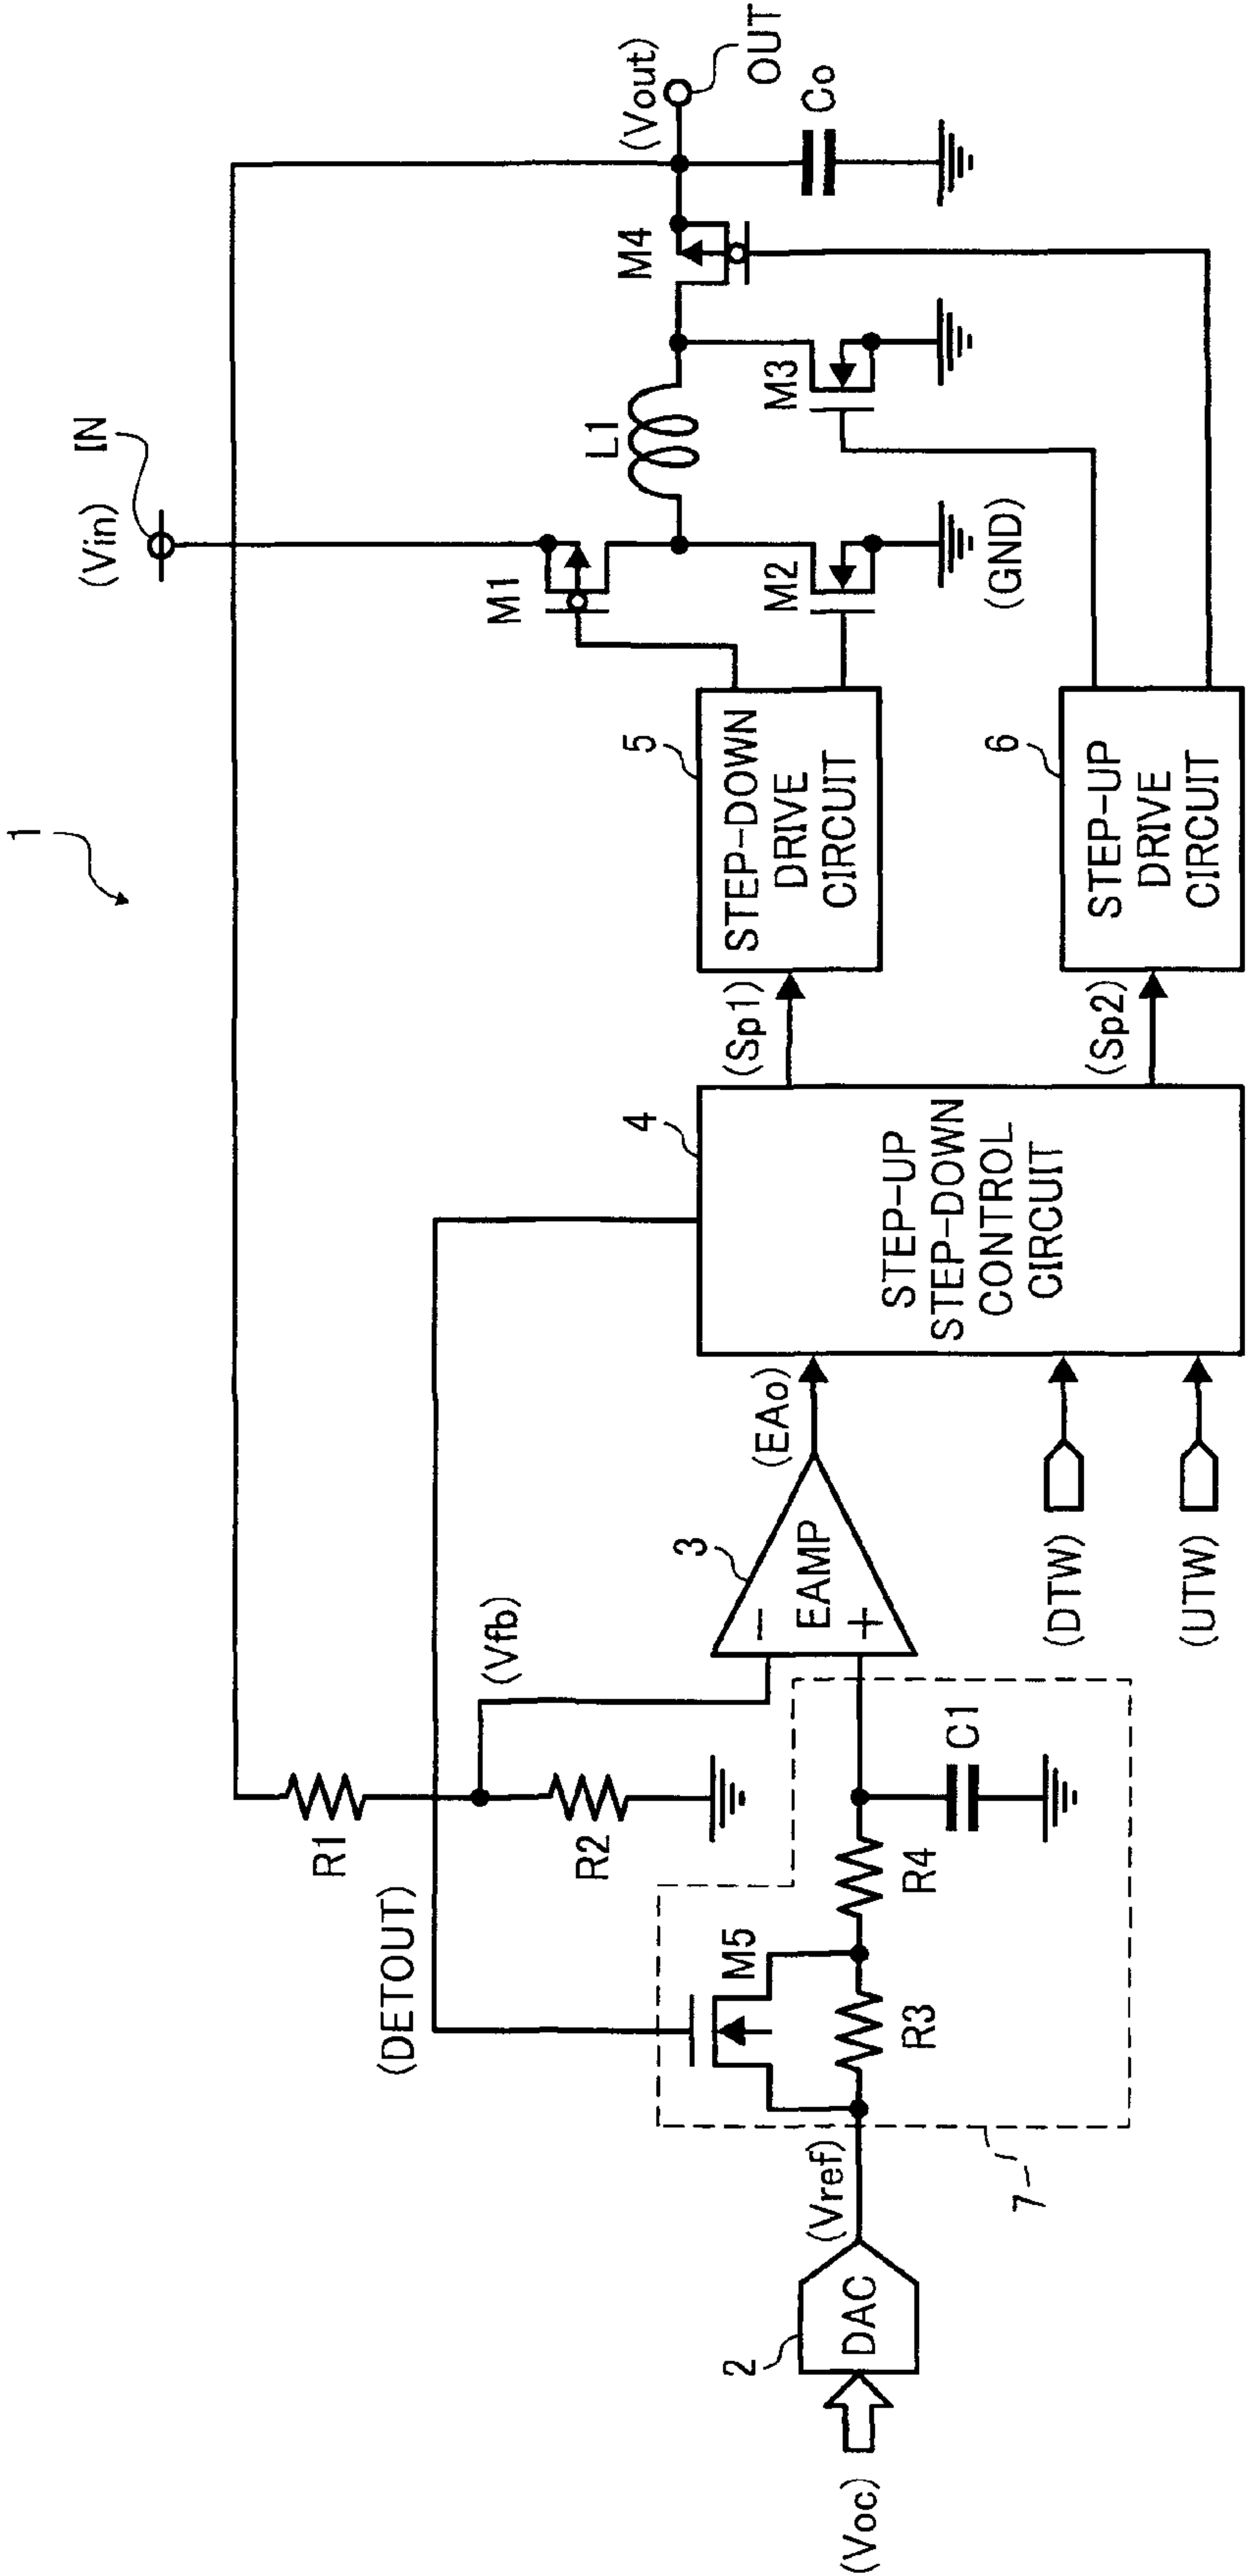 1
(Vin)
IN
(Vout)
OUT
Co
M4
L1
M3
M1
M2
(GND)
5
STEP-DOWN
DRIVE
CIRCUIT
6
STEP-UP
DRIVE
CIRCUIT
(Sp1)
(Sp2)
4
STEP-UP
STEP-DOWN
CONTROL
CIRCUIT
(EAo)
(DTW)
(UTW)
3
EAMP
−
+
(Vfb)
R1
R2
(DETOUT)
M5
R3
R4
C1
7
(Vref)
2
DAC
(Voc)